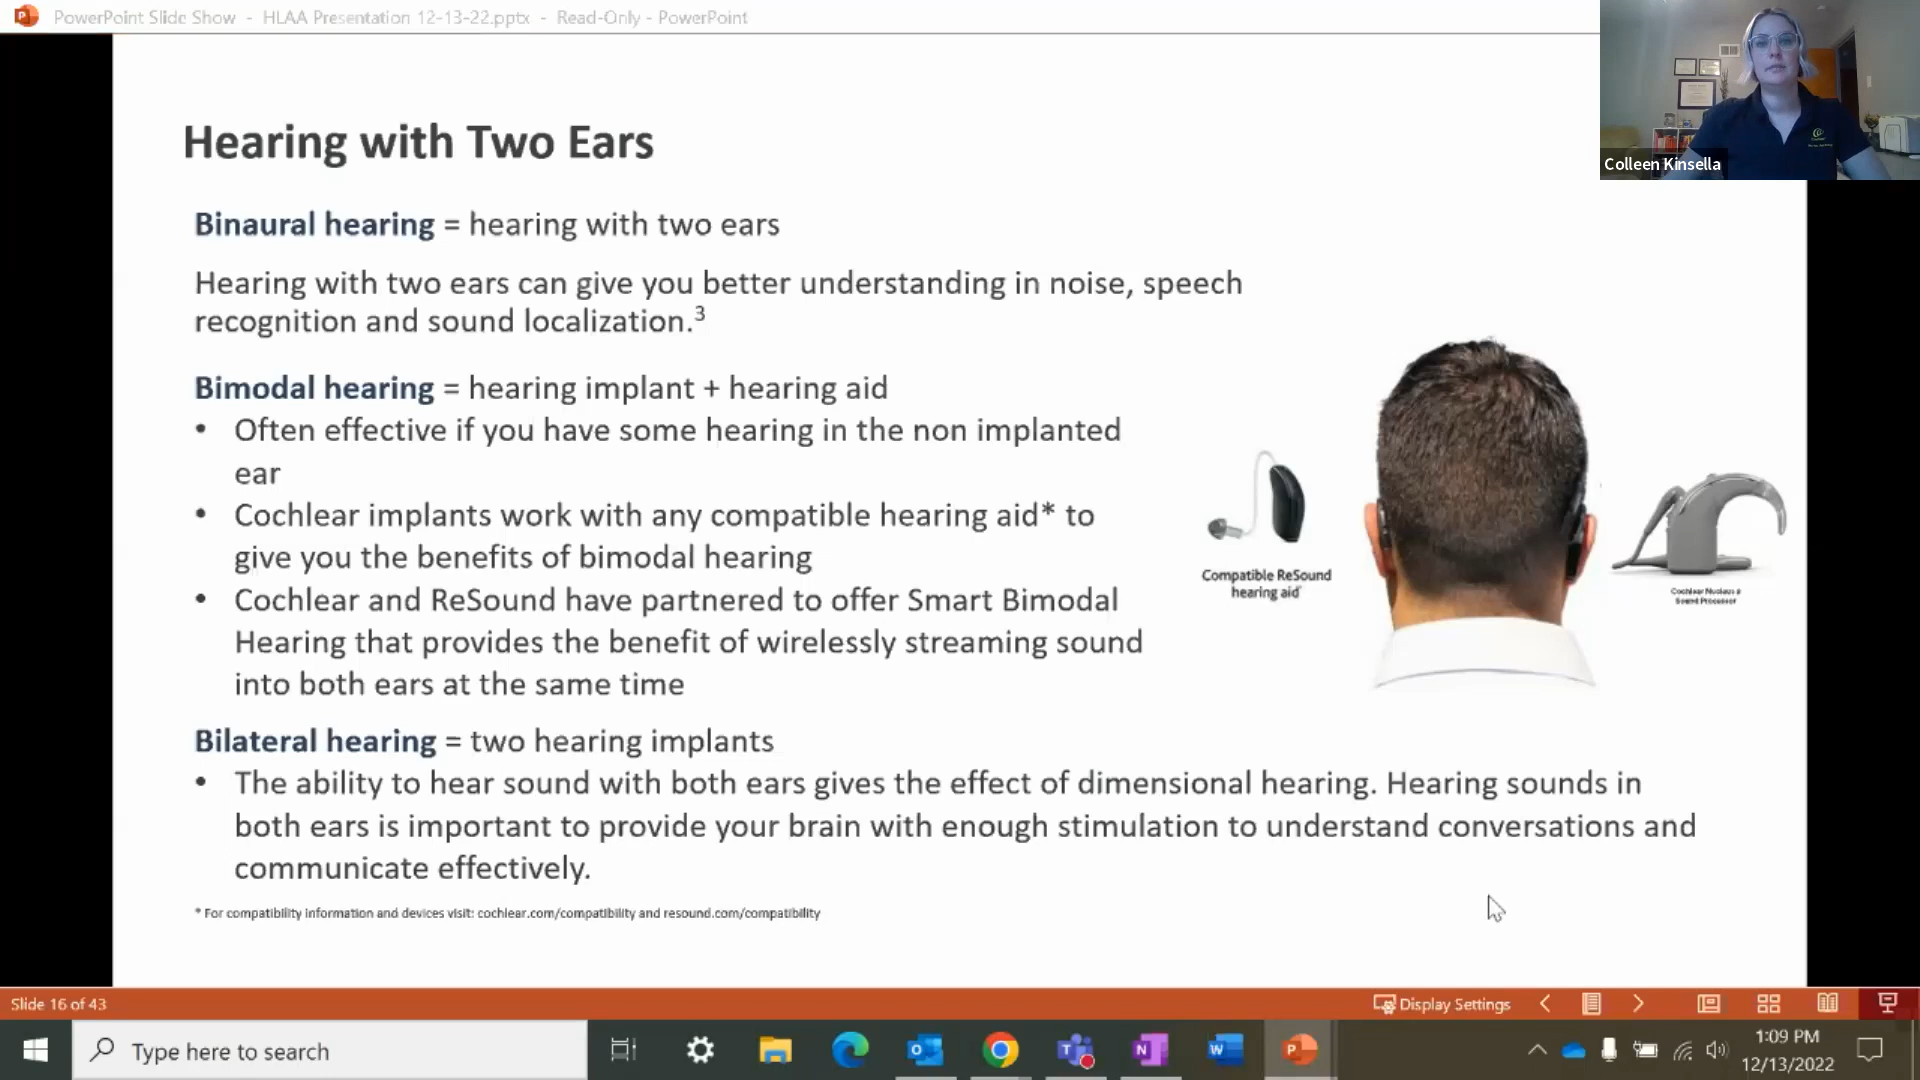 PowerPoint Slide Show - HLAA Presentation 12-13-22.pptx - Read-Only - PowerPoint
Colleen Kinsella
Hearing with Two Ears
Binaural hearing = hearing with two ears
Hearing with two ears can give you better understanding in noise, speech
recognition and sound localization.3
Bimodal hearing = hearing implant + hearing aid
• Often effective if you have some hearing in the non implanted
ear
• Cochlear implants work with any compatible hearing aid* to
give you the benefits of bimodal hearing
• Cochlear and ReSound have partnered to offer Smart Bimodal
Hearing that provides the benefit of wirelessly streaming sound
into both ears at the same time
Compatible ReSound
hearing aid
Cochlear Nucleus
Sound Processor
Bilateral hearing = two hearing implants
• The ability to hear sound with both ears gives the effect of dimensional hearing. Hearing sounds in
both ears is important to provide your brain with enough stimulation to understand conversations and
communicate effectively.
* For compatibility information and devices visit: cochlear.com/compatibility and resound.com/compatibility
Slide 16 of 43
Display Settings
Type here to search
1:09 PM
12/13/2022